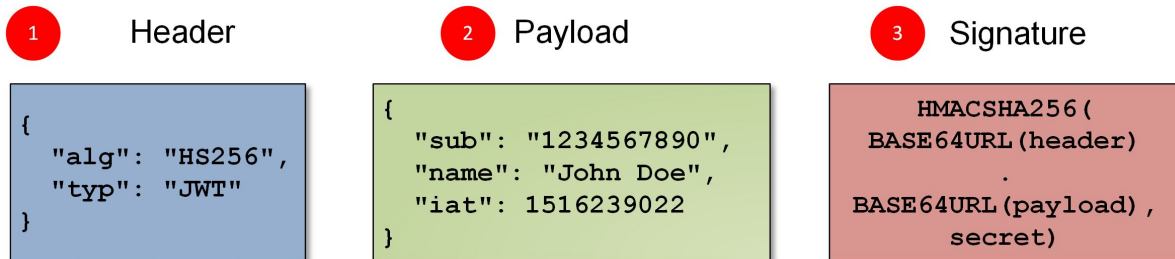 1 Header
{
"alg": "HS256",
"typ": "JWT"
}
2 Payload
{
"sub": "1234567890",
"name": "John Doe",
"iat": 1516239022
}
3 Signature
HMACSHA256(
BASE64URL(header)
.
BASE64URL(payload),
secret)